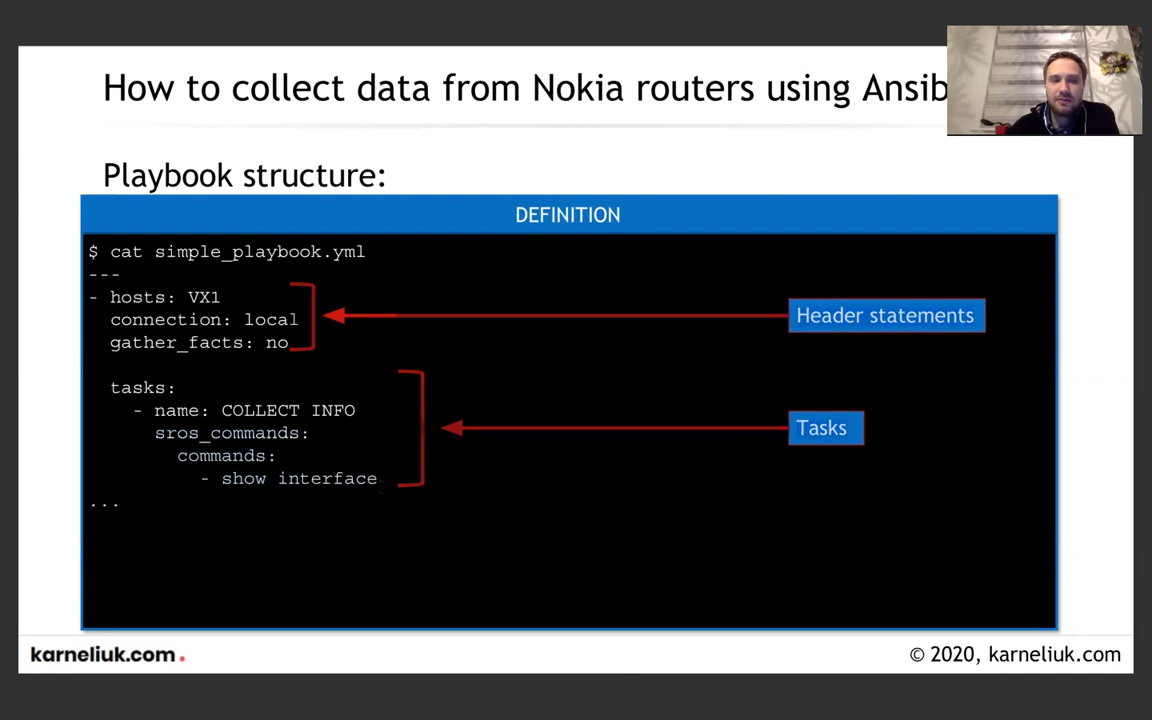 How to collect data from Nokia routers using Ansib
Playbook structure:
DEFINITION
$ cat simple_playbook.yml
---
- hosts: VX1
connection: local
gather_facts: no
Header statements
tasks:
- name: COLLECT INFO
sros_commands:
commands:
- show interface
...
Tasks
karneliuk.com.
© 2020, karneliuk.com